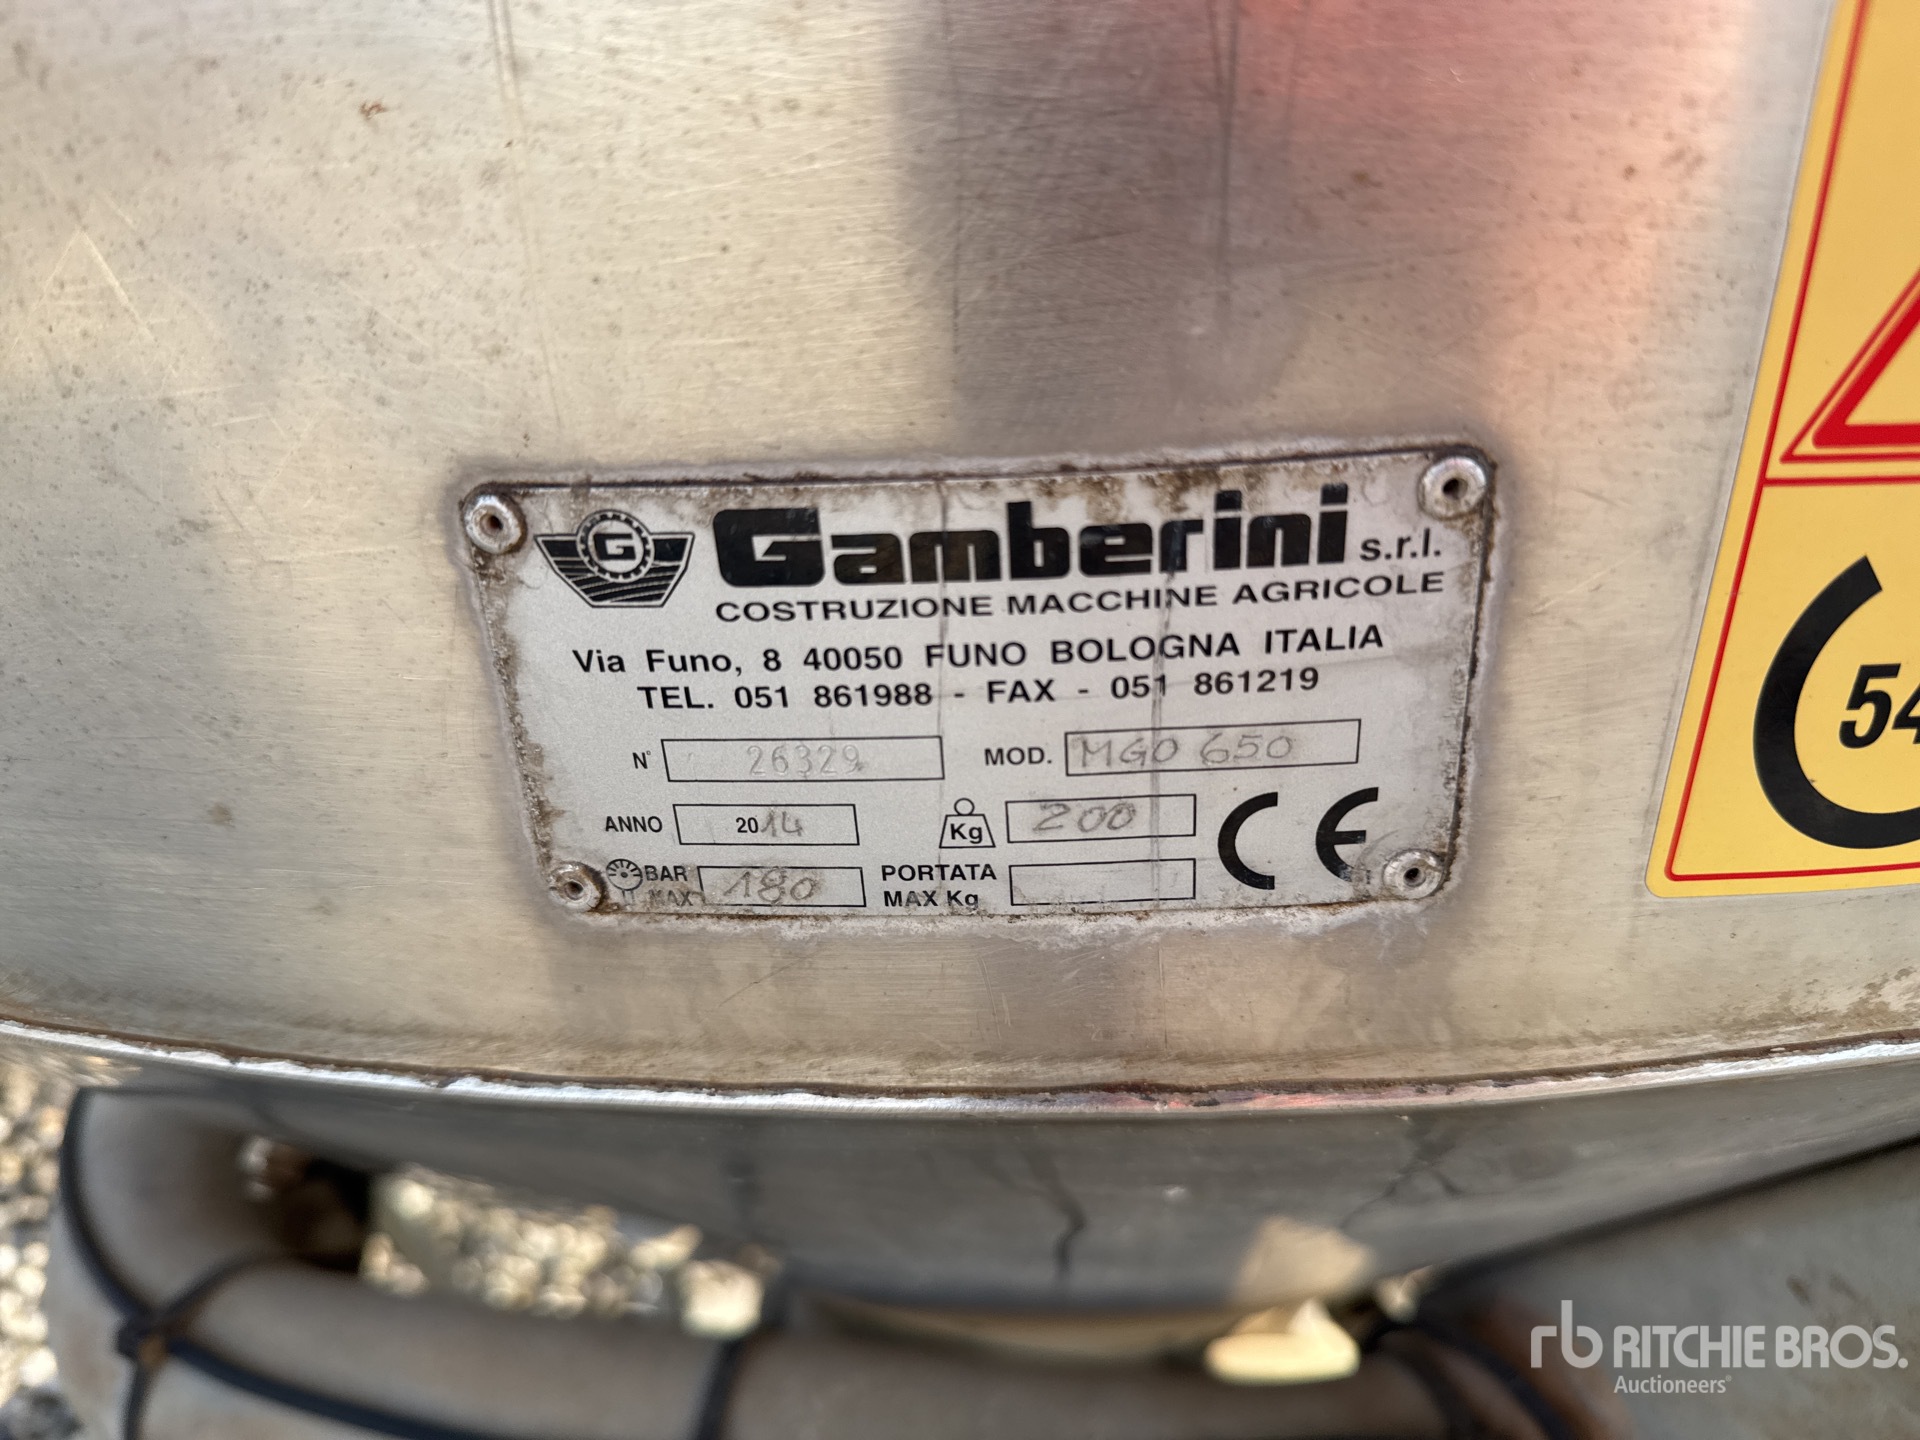 G Gamberini s.r.l.
COSTRUZIONE MACCHINE AGRICOLE
Via Funo, 8 40050 FUNO BOLOGNA ITALIA
TEL. 051 861988 - FAX - 051 861219
N° 26329 MOD. MGO 650
ANNO 2014 Kg 200 CE
BAR MAX 180 PORTATA MAX Kg
54
rb RITCHIE BROS.
Auctioneers